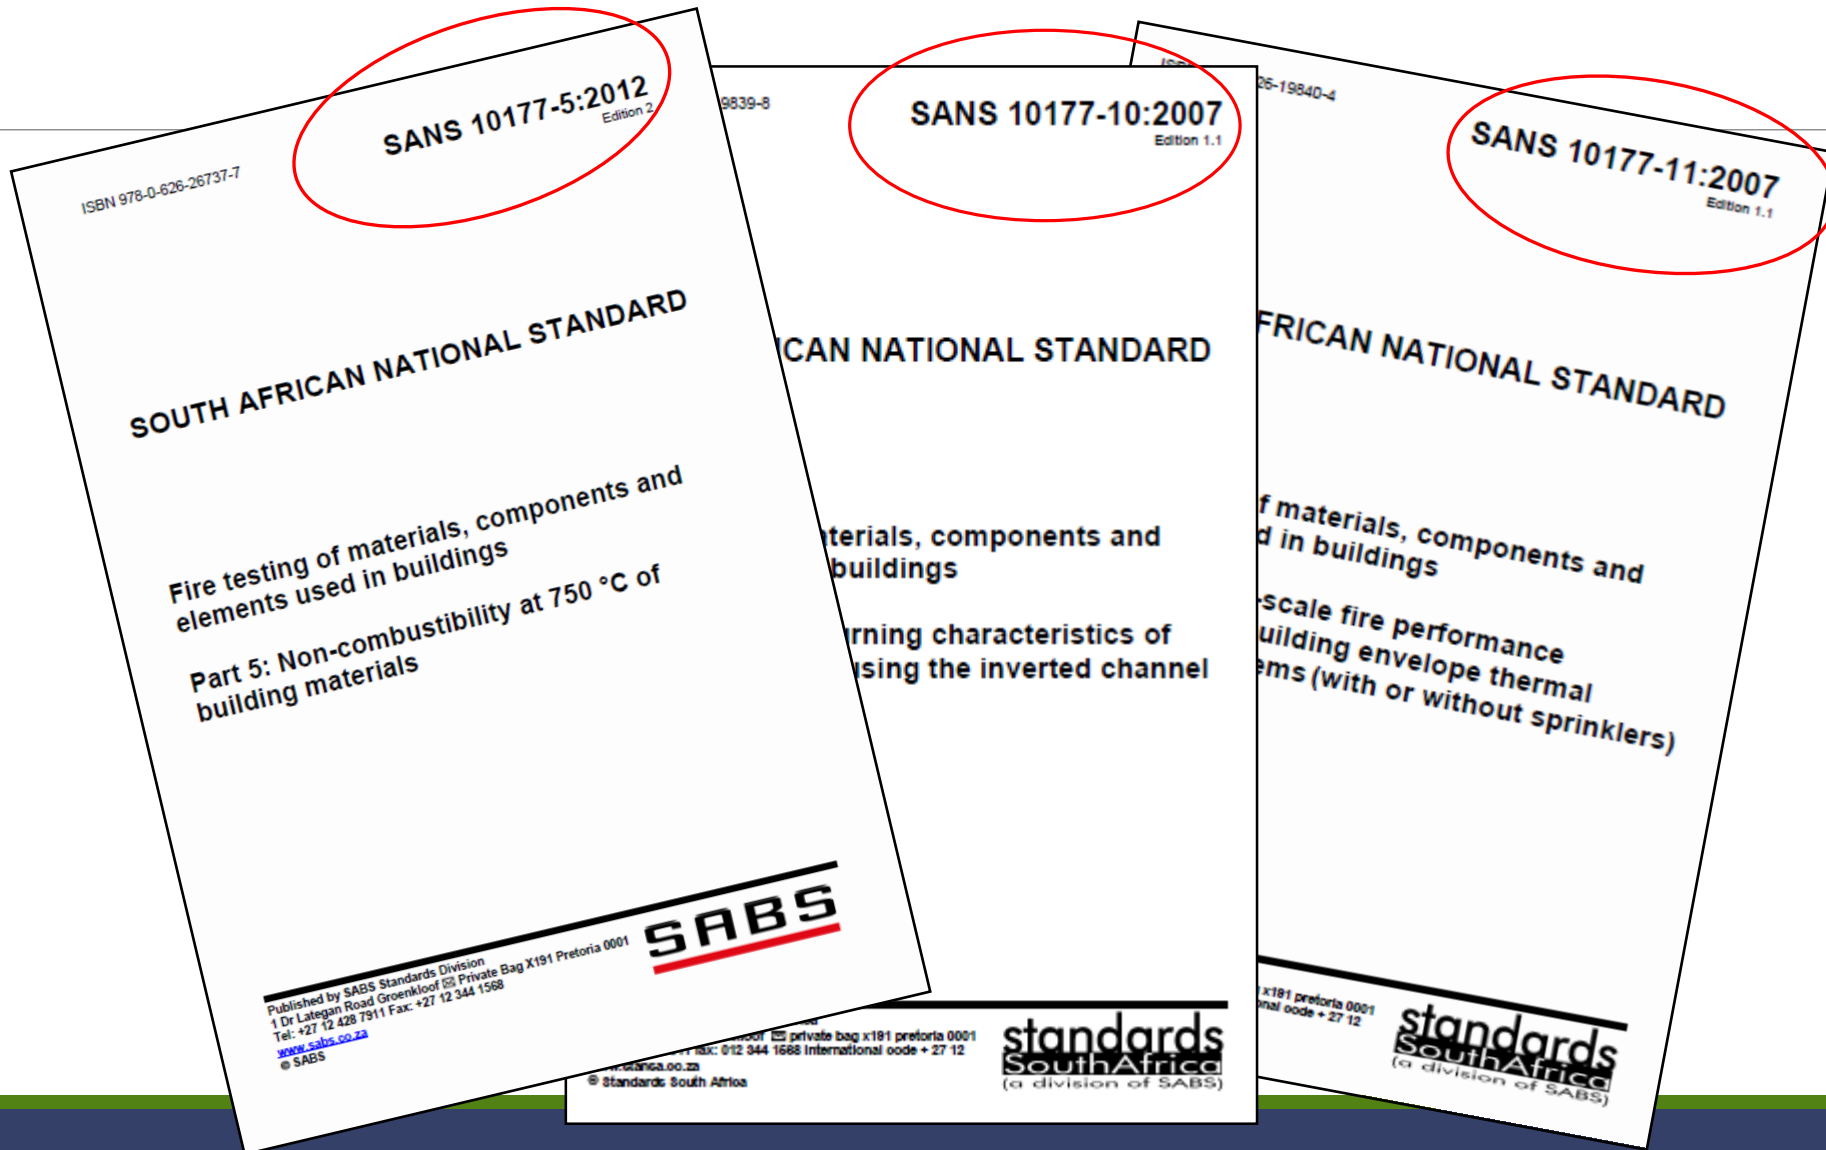 SANS 10177-5:2012
Edition 2
ISBN 978-0-626-26737-7
SOUTH AFRICAN NATIONAL STANDARD
Fire testing of materials, components and
elements used in buildings
Part 5: Non-combustibility at 750 °C of
building materials
Published by SABS Standards Division
1 Dr Lategan Road Groenkloof ✉ Private Bag X191 Pretoria 0001
Tel: +27 12 428 7911 Fax: +27 12 344 1568
www.sabs.co.za
© SABS
SABS
9839-8
SANS 10177-10:2007
Edition 1.1
ICAN NATIONAL STANDARD
aterials, components and
buildings
urning characteristics of
using the inverted channel
✉ private bag x191 pretoria 0001
fax: 012 344 1568 International code + 27 12
© Standards South Africa
standards
SouthAfrica
(a division of SABS)
26-19840-4
SANS 10177-11:2007
Edition 1.1
FRICAN NATIONAL STANDARD
f materials, components and
d in buildings
-scale fire performance
uilding envelope thermal
ems (with or without sprinklers)
x191 pretoria 0001
onal code + 27 12
standards
SouthAfrica
(a division of SABS)